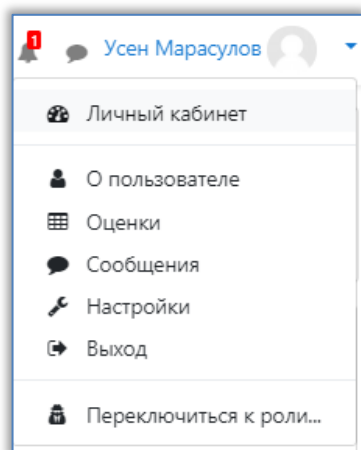 1
Усен Марасулов
Личный кабинет
О пользователе
Оценки
Сообщения
Настройки
Выход
Переключиться к роли...